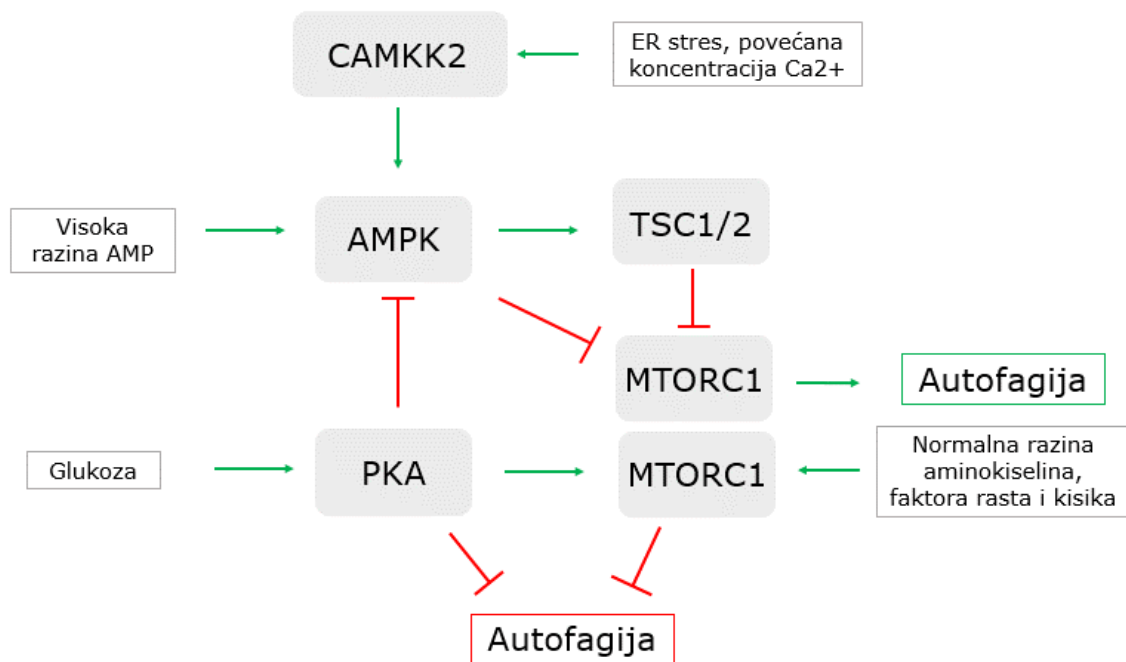 CAMKK2
ER stres, povećana
koncentracija Ca2+
Visoka
razina AMP
AMPK
TSC1/2
MTORC1
Autofagija
Glukoza
PKA
MTORC1
Normalna razina
aminokiselina,
faktora rasta i kisika
Autofagija